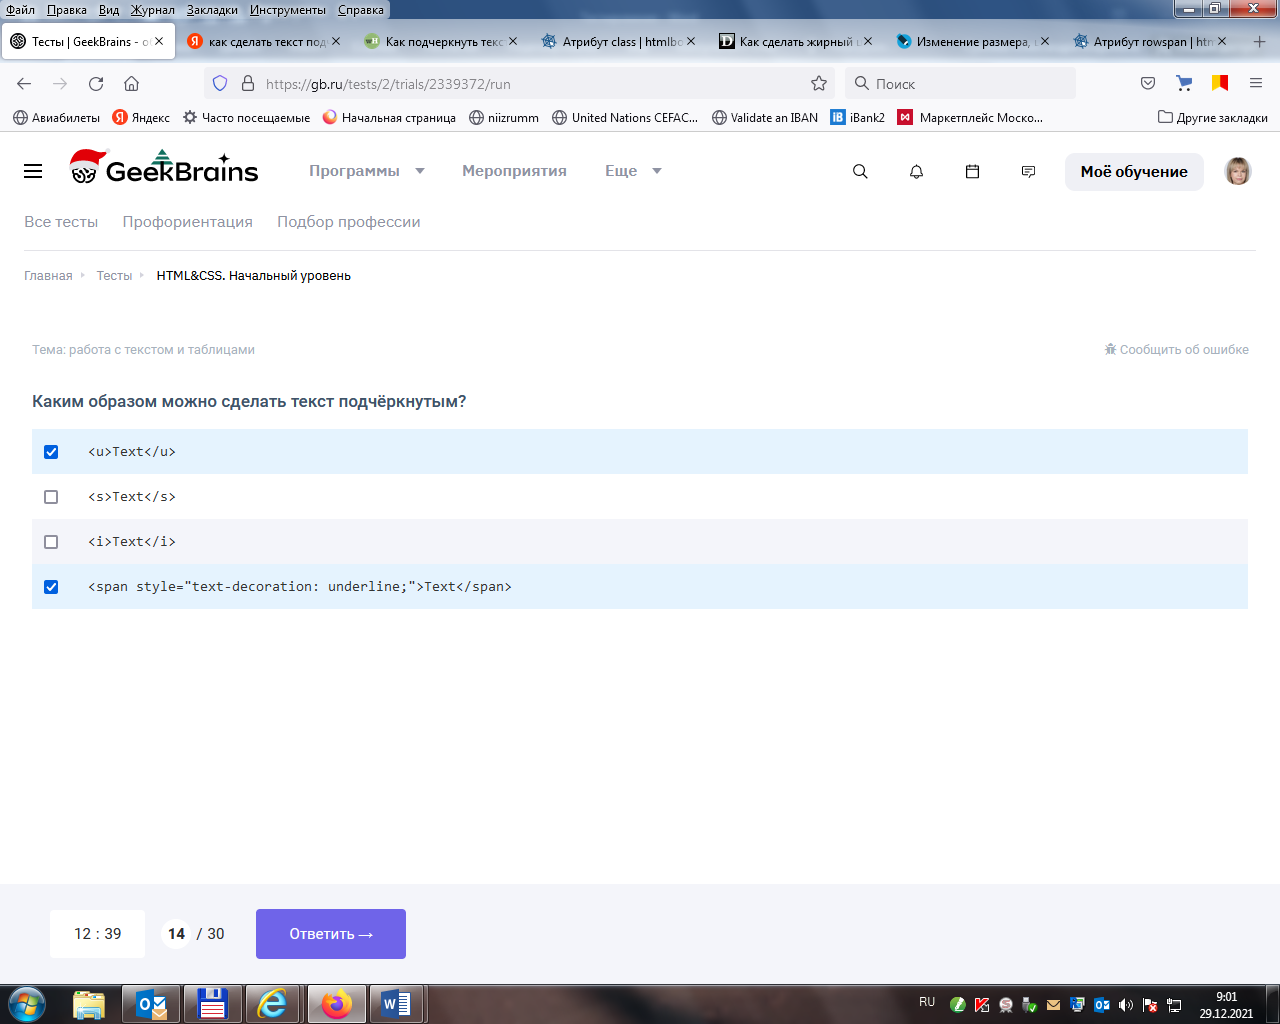 Файл Правка Вид Журнал Закладки Инструменты Справка
Тесты | GeekBrains - об
как сделать текст под
Как подчеркнуть текс
Атрибут class | htmlbo
Как сделать жирный ш
Изменение размера,
Атрибут rowspan | htm
https://gb.ru/tests/2/trials/2339372/run
Поиск
Авиабилеты Яндекс Часто посещаемые Начальная страница niizrumm United Nations CEFAC... Validate an IBAN iBank2 Маркетплейс Моско... Другие закладки
GeekBrains Программы Мероприятия Еще Моё обучение
Все тесты Профориентация Подбор профессии
Главная Тесты HTML&CSS. Начальный уровень
Тема: работа с текстом и таблицами Сообщить об ошибке
Каким образом можно сделать текст подчёркнутым?
<u>Text</u>
<s>Text</s>
<i>Text</i>
<span style="text-decoration: underline;">Text</span>
12 : 39 14 / 30 Ответить →
RU 9:01
29.12.2021